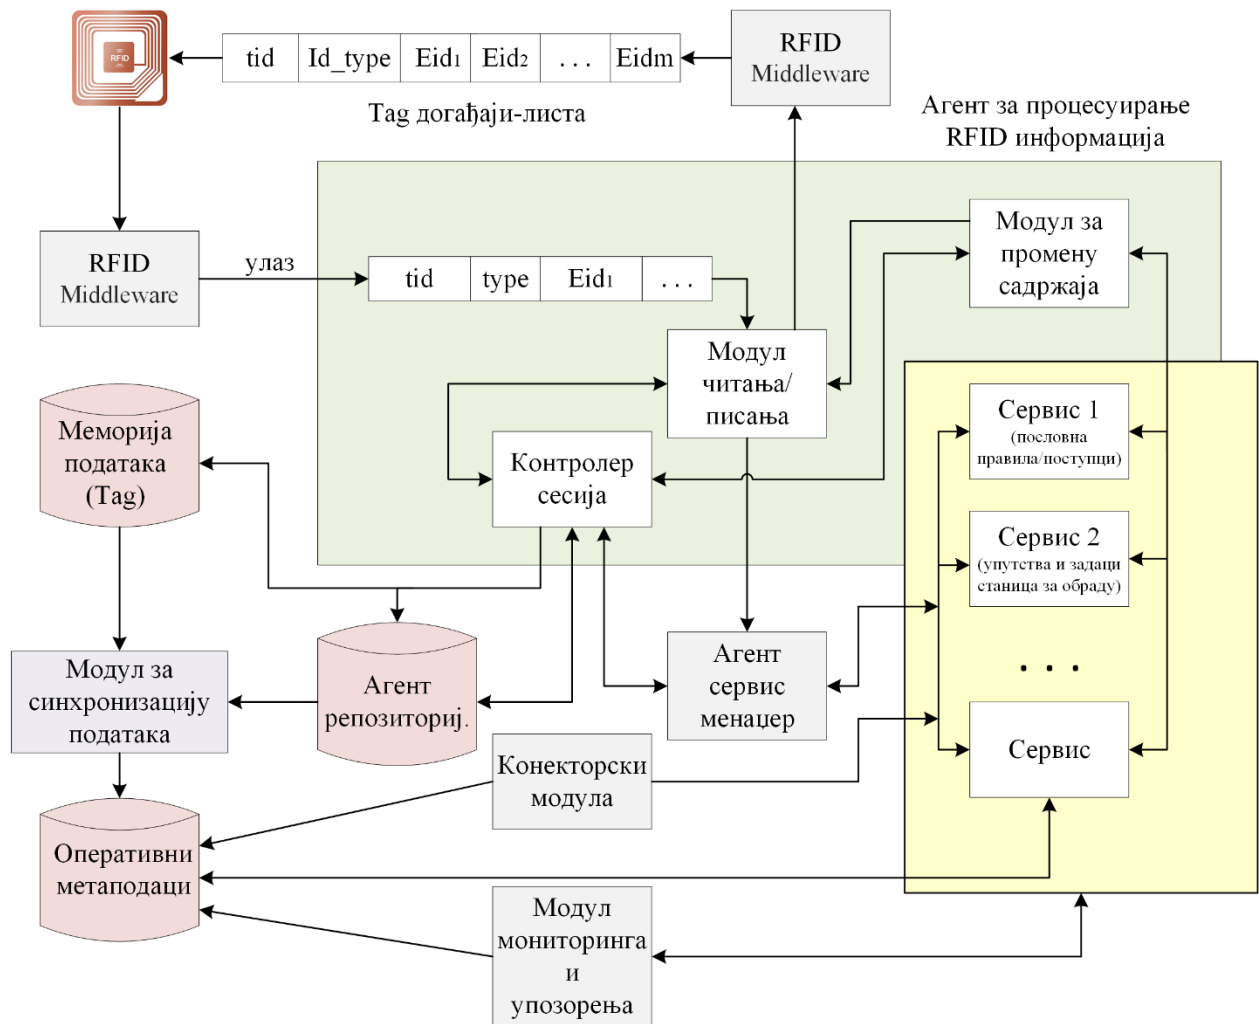 RFID
tid Id_type Eid1 Eid2 ... Eidm
RFID
Middleware
Tag догађаји-листа
Агент за процесуирање
RFID информација
RFID
Middleware
улаз
tid type Eid1 ...
Модул за
промену
садржаја
Модул
читања/
писања
Меморија
података
(Tag)
Контролер
сесија
Сервис 1
(пословна
правила/поступци)
Сервис 2
(упутства и задаци
станица за обраду)
...
Сервис
Модул за
синхронизацију
података
Агент
репозиториј.
Агент
сервис
менаџер
Конекторски
модула
Оперативни
метаподаци
Модул
мониторинга
и
упозорења